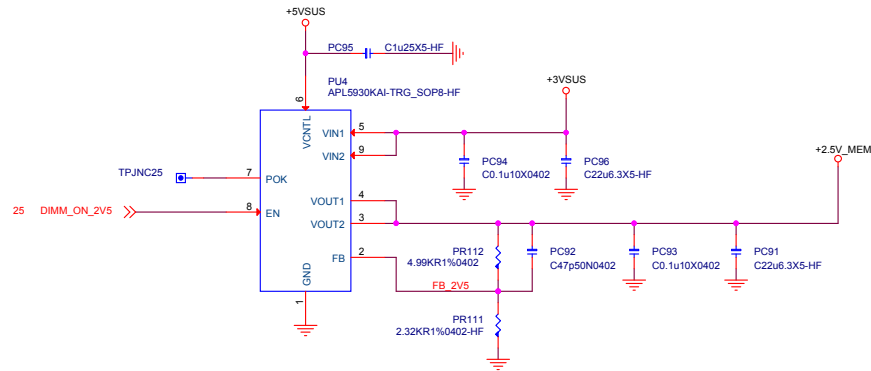 +5VSUS
PC95
C1u25X5-HF
PU4
APL5930KAI-TRG_SOP8-HF
+3VSUS
6
VCNTL
VIN1
5
VIN2
9
+2.5V_MEM
PC94
C0.1u10X0402
PC96
C22u6.3X5-HF
TPJNC25
7
POK
VOUT1
4
25
DIMM_ON_2V5
8
EN
VOUT2
3
FB
2
PR112
4.99KR1%0402
PC92
C47p50N0402
PC93
C0.1u10X0402
PC91
C22u6.3X5-HF
GND
1
FB_2V5
PR111
2.32KR1%0402-HF